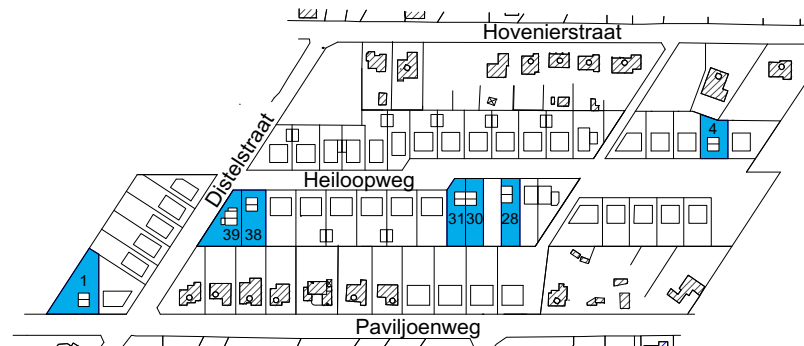 Hovenierstraat
4
Distelstraat
Heiloopweg
39 38
31 30
28
1
Paviljoenweg